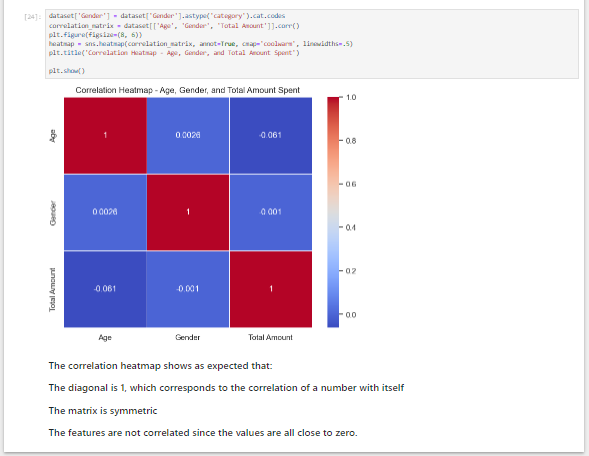 [14]:
dataset['Gender'] = dataset['Gender'].astype('category').cat.codes
correlation_matrix = dataset[['Age', 'Gender', 'Total Amount']].corr()
plt.figure(figsize=(8, 6))
heatmap = sns.heatmap(correlation_matrix, annot=True, cmap='coolwarm', linewidths=.5)
plt.title('Correlation Heatmap - Age, Gender, and Total Amount Spent')
plt.show()
Correlation Heatmap - Age, Gender, and Total Amount Spent
Age
1 0.0026 -0.061
Gender
0.0026 1 -0.001
Total Amount
-0.061 -0.001 1
Age Gender Total Amount
1.0
0.8
0.6
0.4
0.2
0.0
The correlation heatmap shows as expected that:
The diagonal is 1, which corresponds to the correlation of a number with itself
The matrix is symmetric
The features are not correlated since the values are all close to zero.